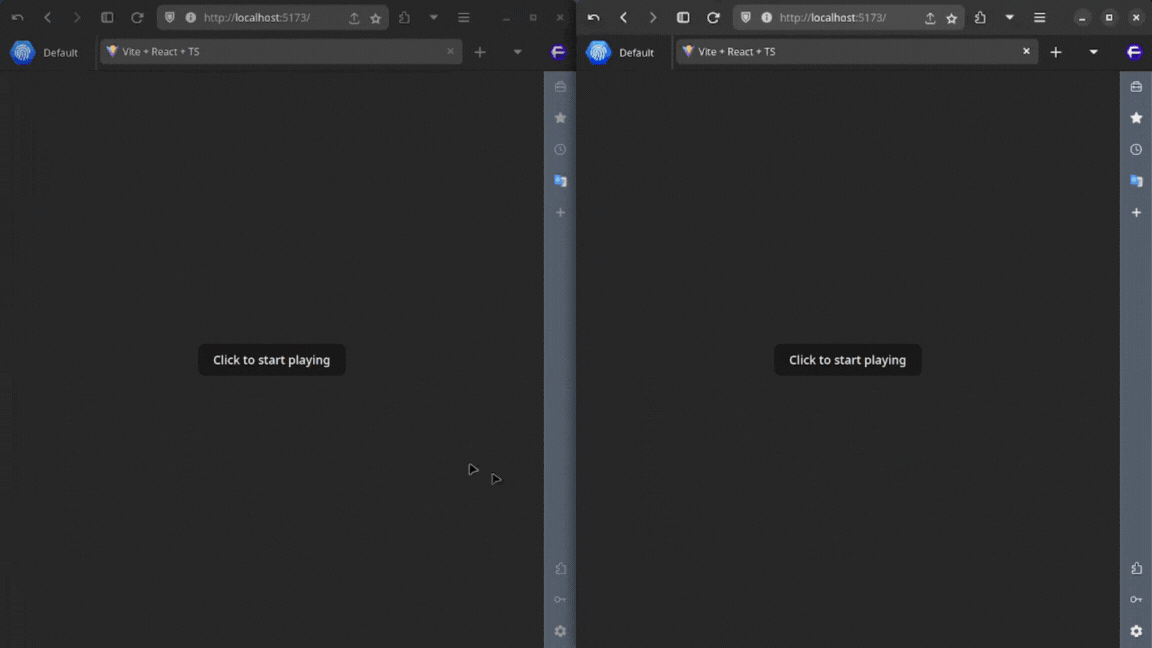 http://localhost:5173/
Default
Vite + React + TS
Click to start playing
http://localhost:5173/
Default
Vite + React + TS
Click to start playing